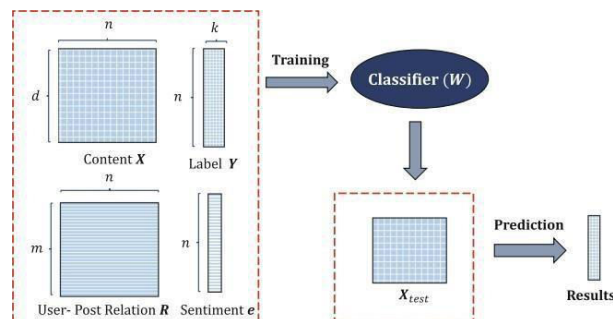 n
k
d
n
Training
Classifier (W)
Content X
Label Y
n
m
n
Prediction
X_test
Results
User- Post Relation R
Sentiment e